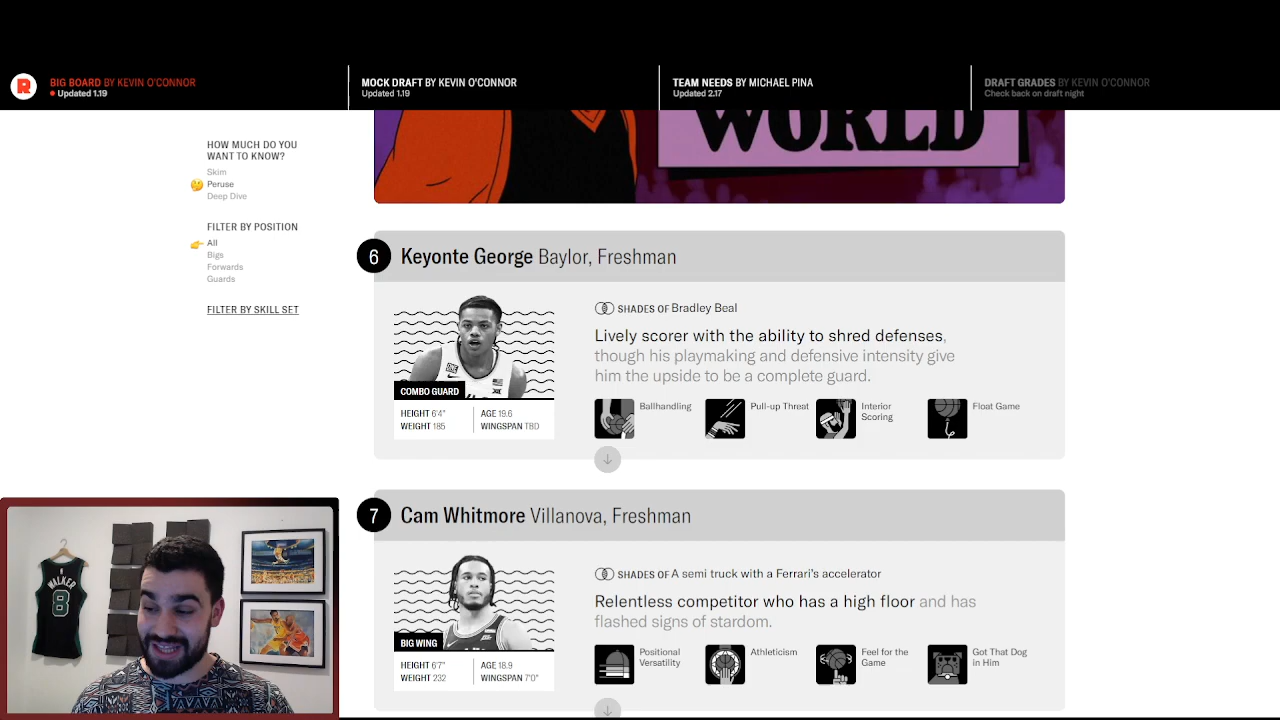 R
BIG BOARD BY KEVIN O'CONNOR
Updated 1.19
MOCK DRAFT BY KEVIN O'CONNOR
Updated 1.19
TEAM NEEDS BY MICHAEL PINA
Updated 2.17
DRAFT GRADES BY KEVIN O'CONNOR
Check back on draft night
WORLD
HOW MUCH DO YOU
WANT TO KNOW?
Skim
Peruse
Deep Dive
FILTER BY POSITION
All
Bigs
Forwards
Guards
FILTER BY SKILL SET
6
Keyonte George Baylor, Freshman
SHADES OF Bradley Beal
Lively scorer with the ability to shred defenses,
though his playmaking and defensive intensity give
him the upside to be a complete guard.
COMBO GUARD
HEIGHT 6'4"
AGE 19.6
WEIGHT 185
WINGSPAN TBD
Ballhandling
Pull-up Threat
Interior
Scoring
Float Game
7
Cam Whitmore Villanova, Freshman
SHADES OF A semi truck with a Ferrari's accelerator
Relentless competitor who has a high floor and has
flashed signs of stardom.
BIG WING
HEIGHT 6'7"
AGE 18.9
WEIGHT 232
WINGSPAN 7'0"
Positional
Versatility
Athleticism
Feel for the
Game
Got That Dog
in Him
WALKER
8